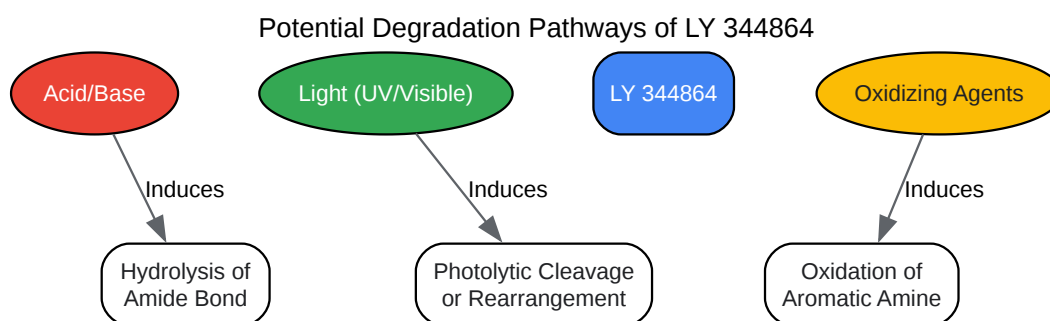 Potential Degradation Pathways of LY 344864
Acid/Base
Light (UV/Visible)
LY 344864
Oxidizing Agents
Induces
Induces
Induces
Hydrolysis of
Amide Bond
Photolytic Cleavage
or Rearrangement
Oxidation of
Aromatic Amine